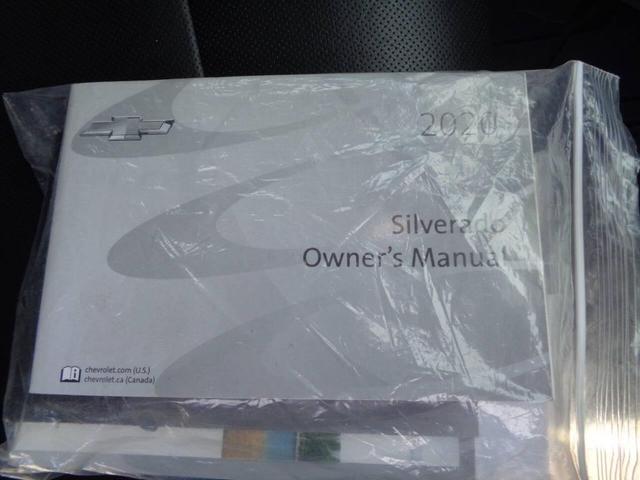 2020
Silverado
Owner's Manual
chevrolet.com (U.S.)
chevrolet.ca (Canada)